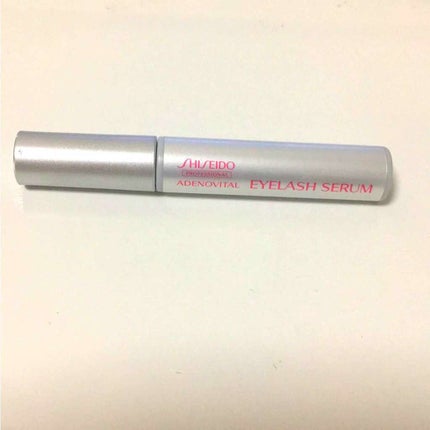 SHISEIDO
PROFESSIONAL
ADENOVITAL EYELASH SERUM